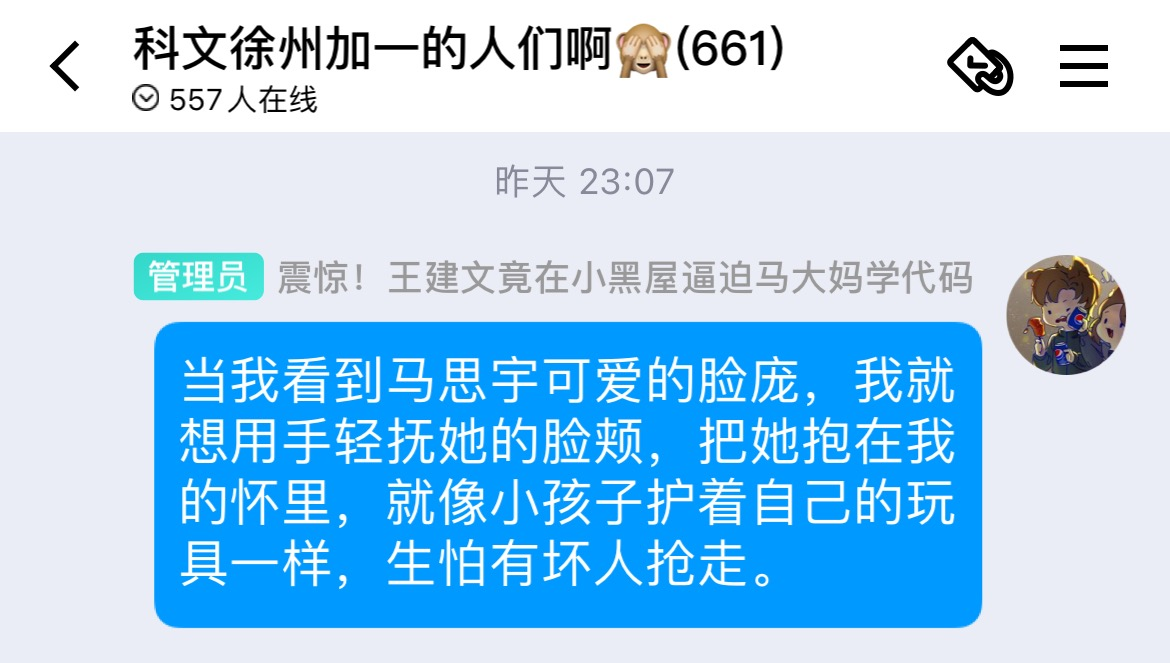 科文徐州加一的人们啊🙈(661)
557人在线
昨天 23:07
管理员 震惊！王建文竟在小黑屋逼迫马大妈学代码
当我看到马思宇可爱的脸庞，我就
想用手轻抚她的脸颊，把她抱在我
的怀里，就像小孩子护着自己的玩
具一样，生怕有坏人抢走。